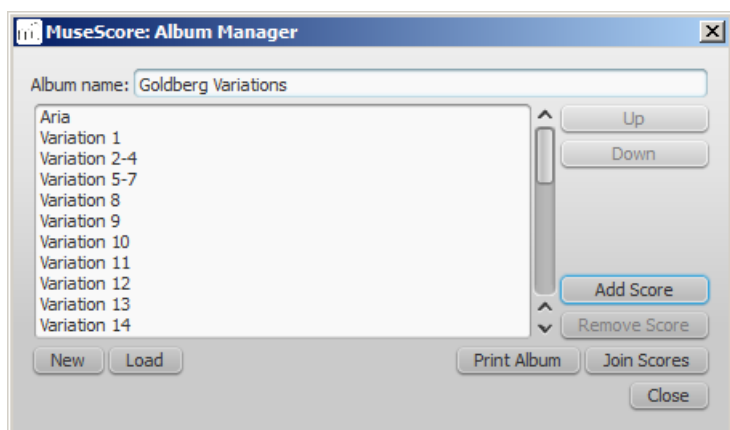 MuseScore: Album Manager
Album name: Goldberg Variations
Aria
Variation 1
Variation 2-4
Variation 5-7
Variation 8
Variation 9
Variation 10
Variation 11
Variation 12
Variation 13
Variation 14
Up
Down
Add Score
Remove Score
New Load Print Album Join Scores
Close